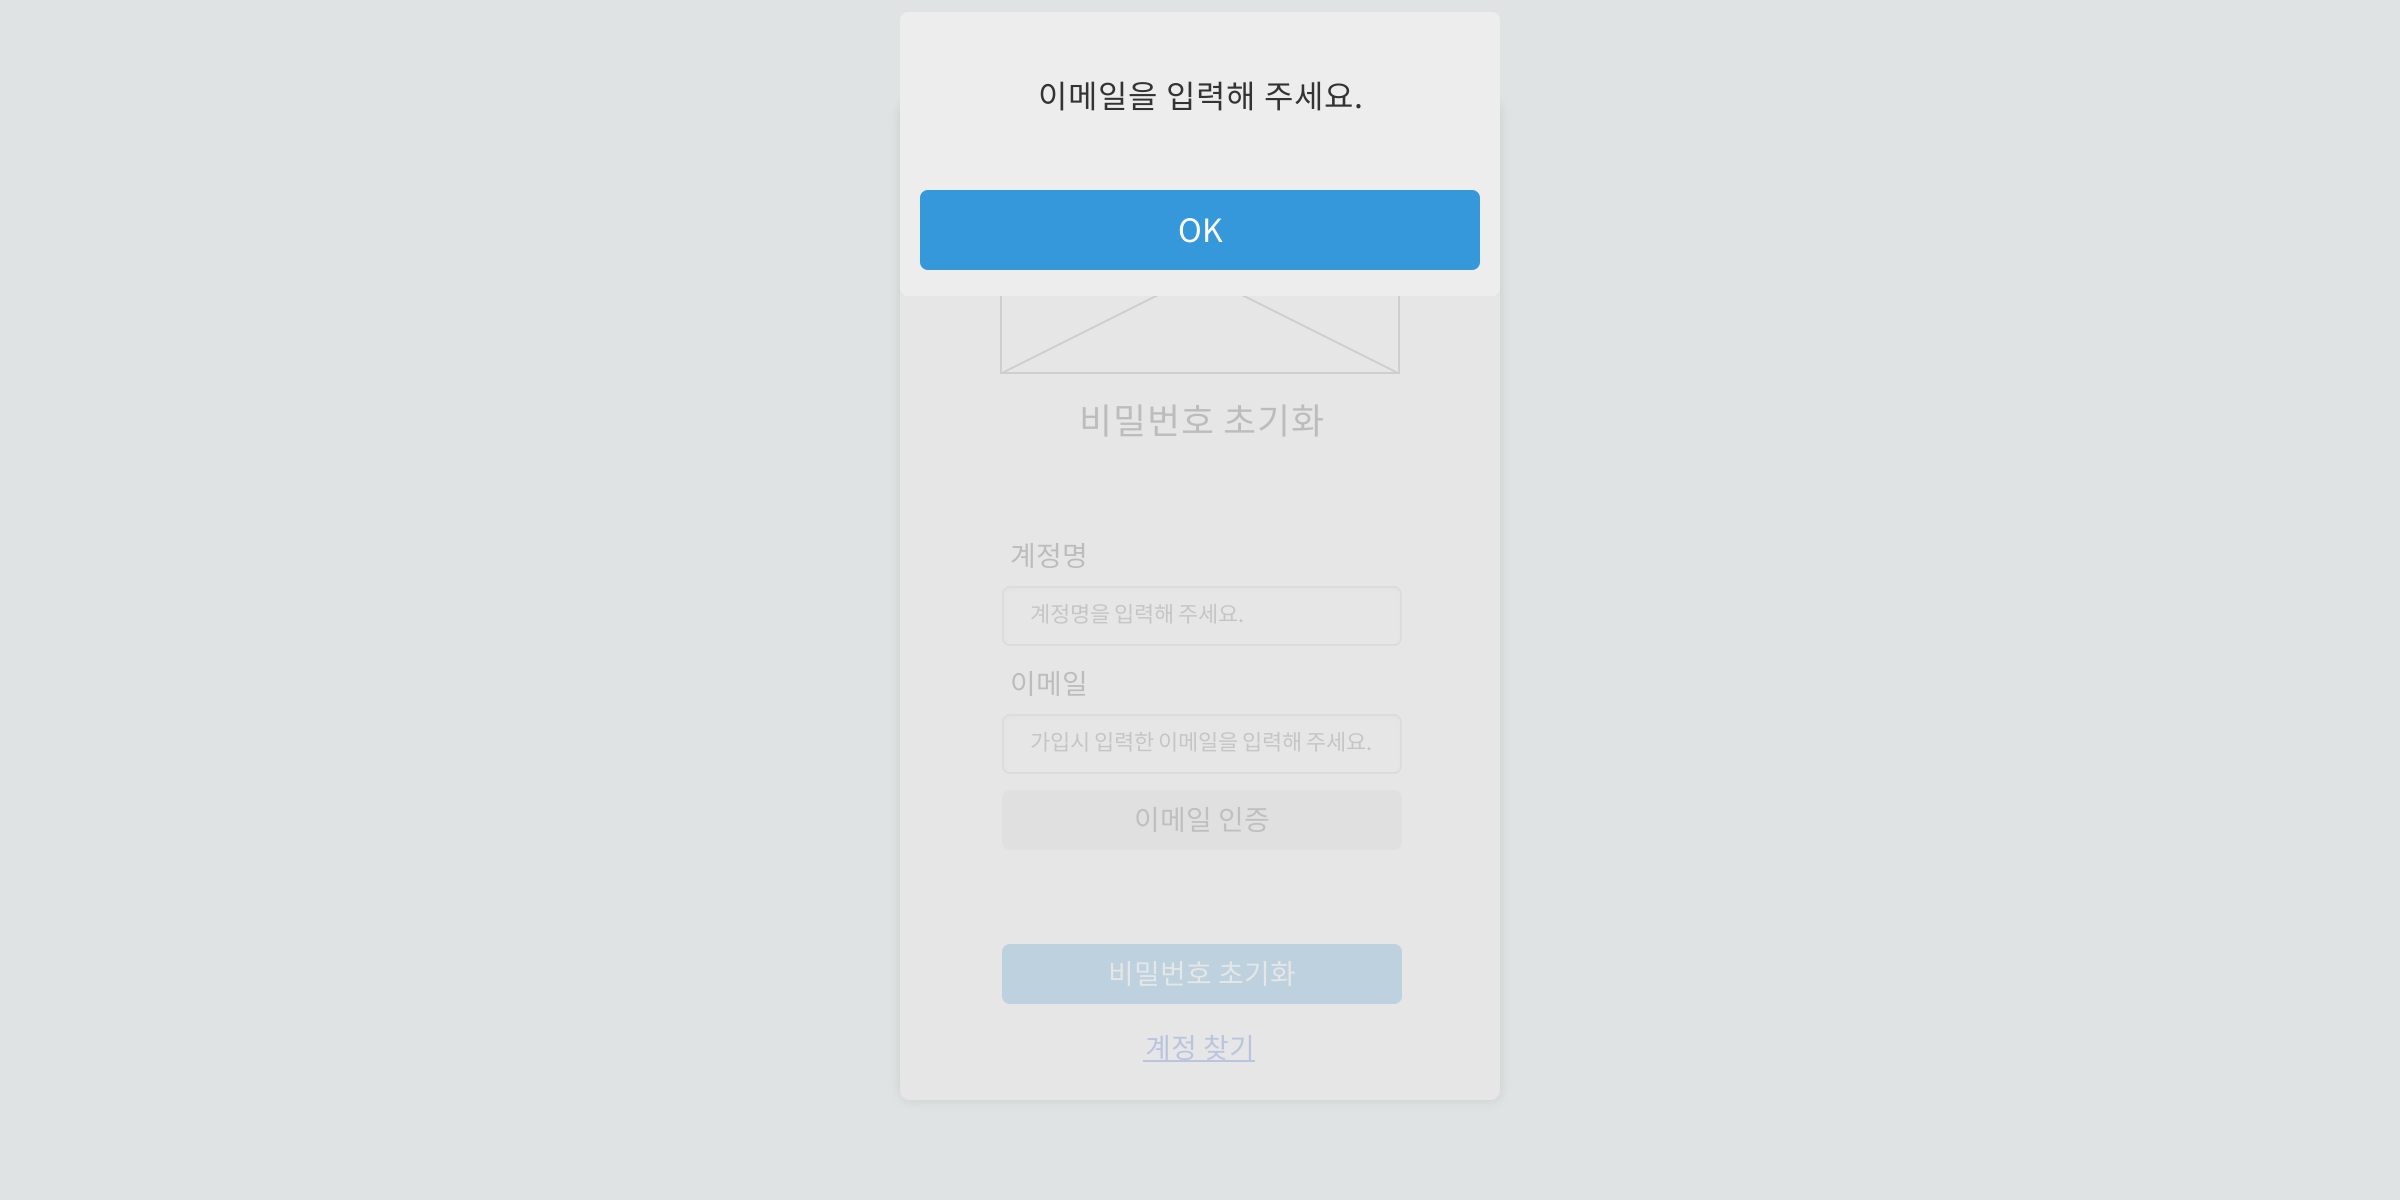 이메일을 입력해 주세요.
OK
비밀번호 초기화
계정명
계정명을 입력해 주세요.
이메일
가입시 입력한 이메일을 입력해 주세요.
이메일 인증
비밀번호 초기화
계정 찾기